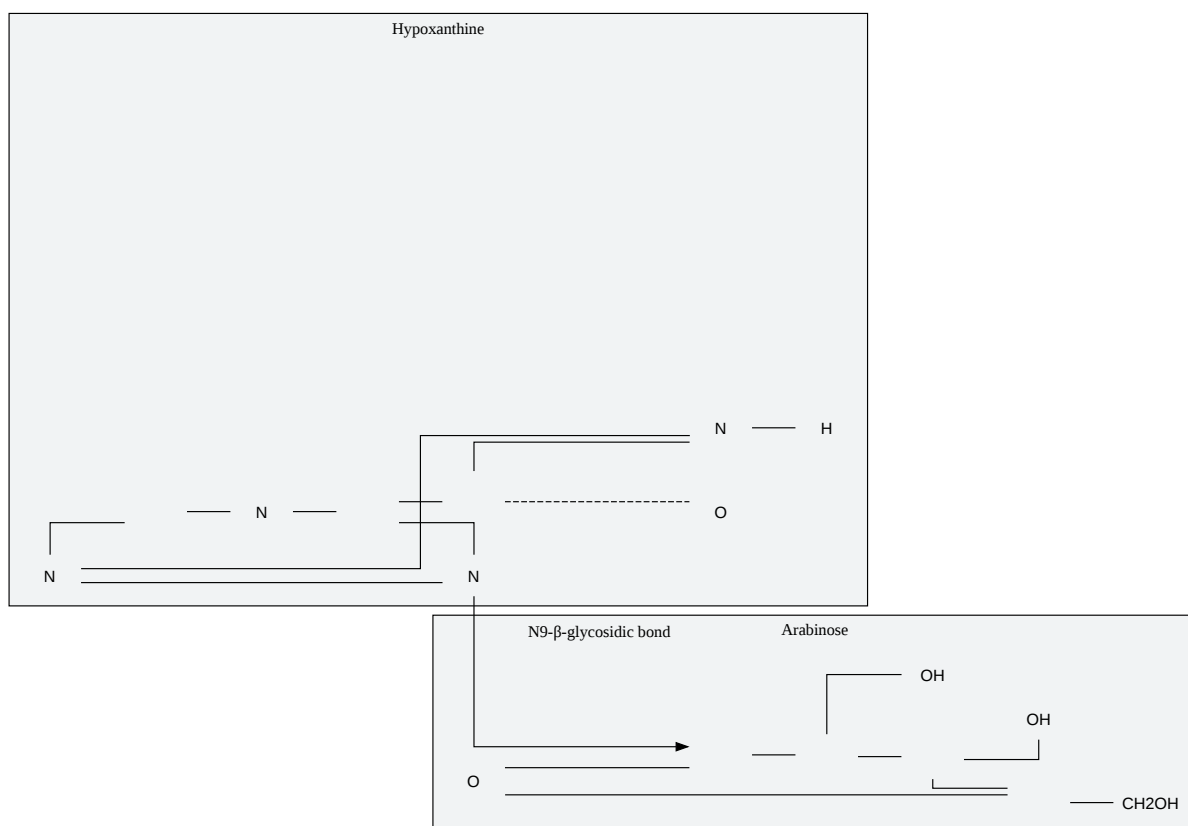 Hypoxanthine
N H
N O
N N
N9-β-glycosidic bond Arabinose
OH
OH
O
CH2OH